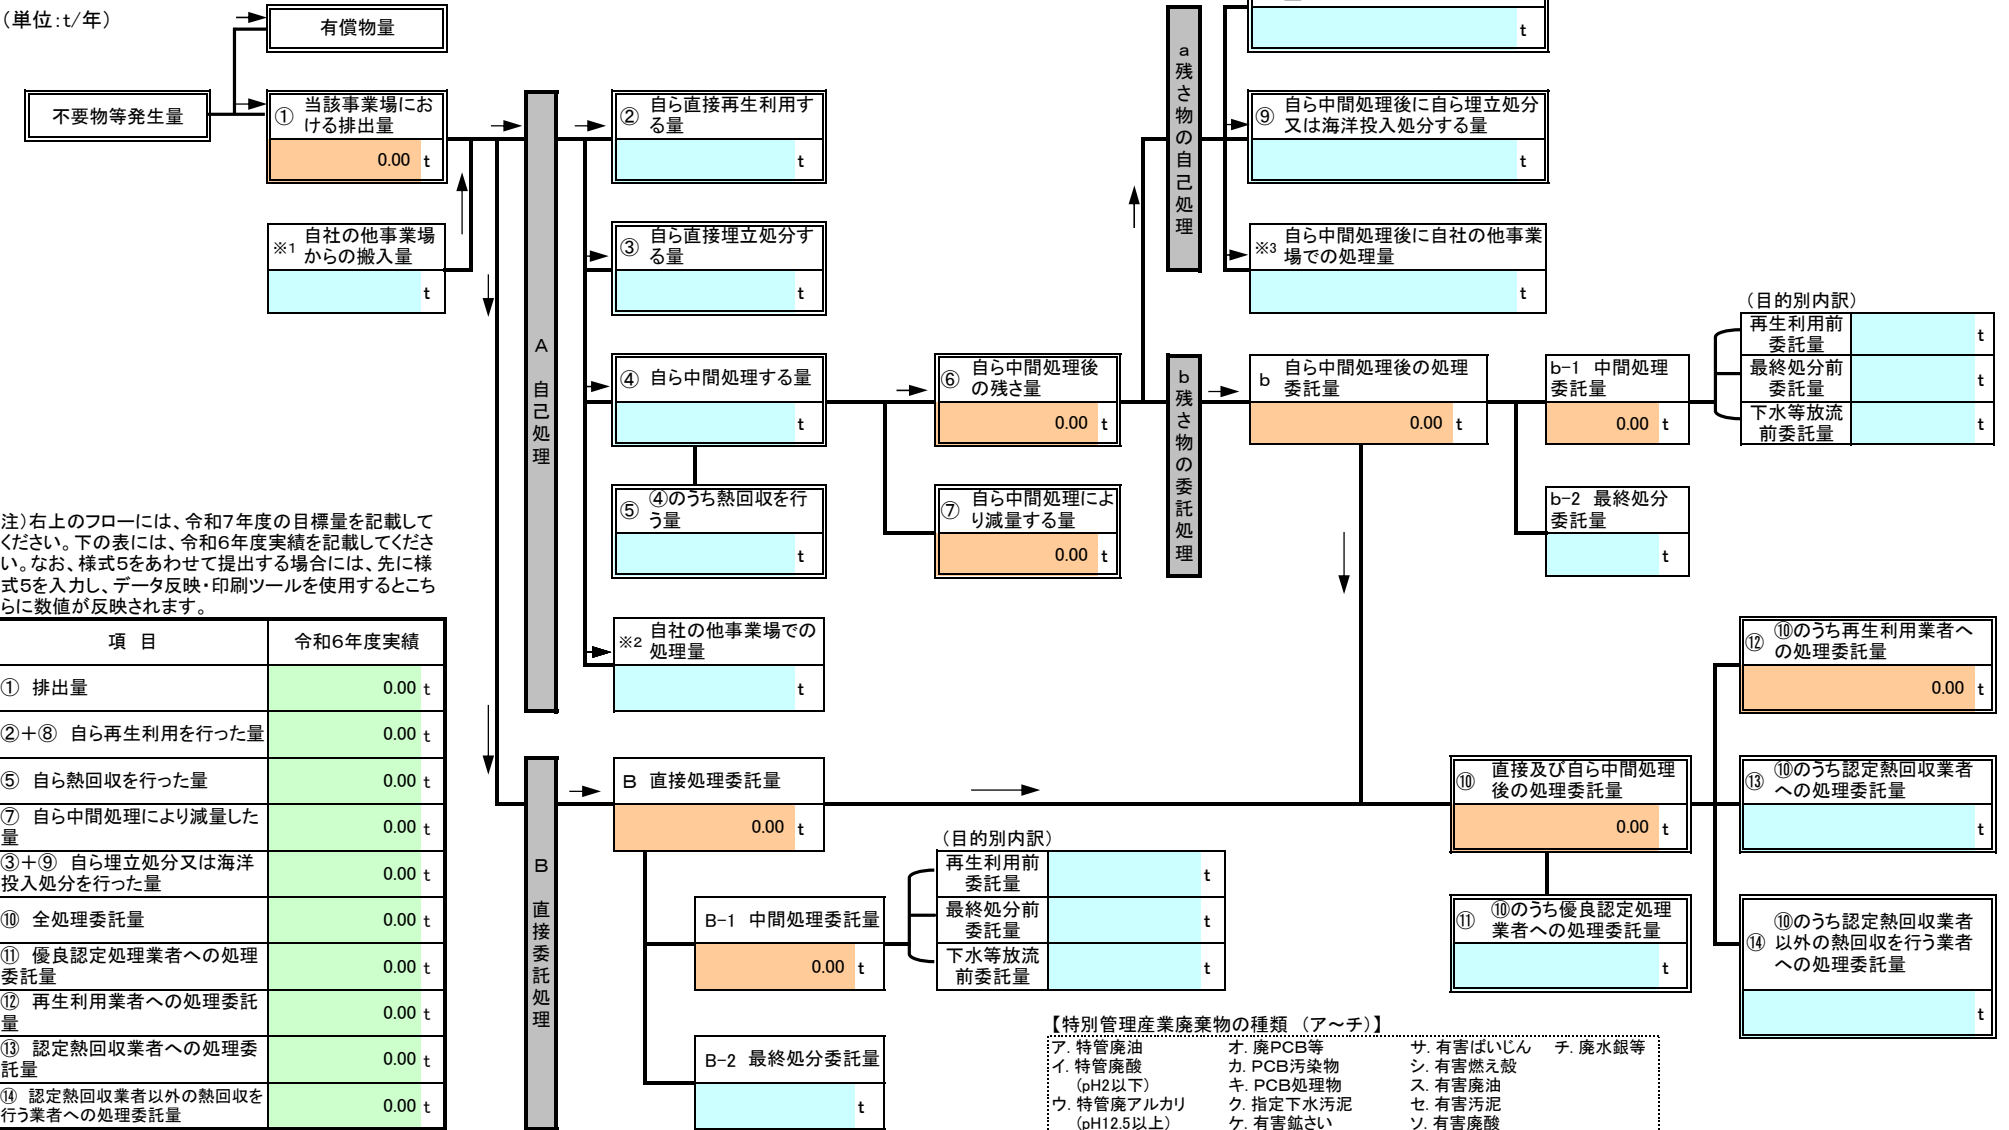 （単位：t/年）
有償物量
不要物等発生量
① 当該事業場にお
ける排出量
0.00 t
※1 自社の他事業場
からの搬入量
t
A 自己処理
② 自ら直接再生利用す
る量
t
③ 自ら直接埋立処分す
る量
t
④ 自ら中間処理する量
t
⑤ ④のうち熱回収を行
う量
t
※2 自社の他事業場での
処理量
t
⑥ 自ら中間処理後
の残さ量
0.00 t
⑦ 自ら中間処理によ
り減量する量
0.00 t
a 残さ物の自己処理
t
⑨ 自ら中間処理後に自ら埋立処分
又は海洋投入処分する量
t
※3 自ら中間処理後に自社の他事業
場での処理量
t
b 残さ物の委託処理
b 自ら中間処理後の処理
委託量
0.00 t
b-1 中間処理
委託量
0.00 t
b-2 最終処分
委託量
t
（目的別内訳）
再生利用前
委託量
t
最終処分前
委託量
t
下水等放流
前委託量
t
注）右上のフローには、令和7年度の目標量を記載して
ください。下の表には、令和6年度実績を記載してくださ
い。なお、様式5をあわせて提出する場合には、先に様
式5を入力し、データ反映・印刷ツールを使用するとこち
らに数値が反映されます。
項 目 令和6年度実績
① 排出量 0.00 t
②＋⑧ 自ら再生利用を行った量 0.00 t
⑤ 自ら熱回収を行った量 0.00 t
⑦ 自ら中間処理により減量した
量 0.00 t
③＋⑨ 自ら埋立処分又は海洋
投入処分を行った量 0.00 t
⑩ 全処理委託量 0.00 t
⑪ 優良認定処理業者への処理
委託量 0.00 t
⑫ 再生利用業者への処理委託
量 0.00 t
⑬ 認定熱回収業者への処理委
託量 0.00 t
⑭ 認定熱回収業者以外の熱回収を
行う業者への処理委託量 0.00 t
B 直接委託処理
B 直接処理委託量
0.00 t
B-1 中間処理委託量
0.00 t
B-2 最終処分委託量
t
（目的別内訳）
再生利用前
委託量
t
最終処分前
委託量
t
下水等放流
前委託量
t
⑩ 直接及び自ら中間処理
後の処理委託量
0.00 t
⑪ ⑩のうち優良認定処理
業者への処理委託量
t
⑫ ⑩のうち再生利用業者へ
の処理委託量
0.00 t
⑬ ⑩のうち認定熱回収業者
への処理委託量
t
⑭ ⑩のうち認定熱回収業者
以外の熱回収を行う業者
への処理委託量
t
【特別管理産業廃棄物の種類 （ア～チ）】
ア. 特管廃油 オ. 廃PCB等 サ. 有害ばいじん チ. 廃水銀等
イ. 特管廃酸 カ. PCB汚染物 シ. 有害燃え殻
（pH2以下） キ. PCB処理物 ス. 有害廃油
ウ. 特管廃アルカリ ク. 指定下水汚泥 セ. 有害汚泥
（pH12.5以上） ケ. 有害鉱さい ソ. 有害廃酸